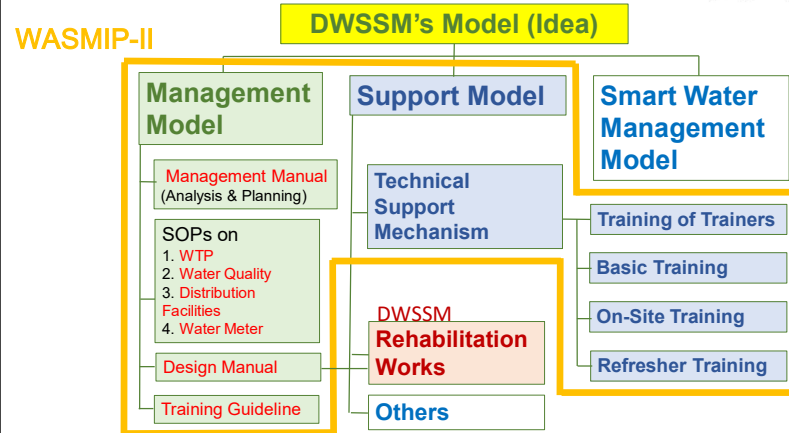 DWSSM's Model (Idea)
WASMIP-II
Management
Model
Management Manual
(Analysis & Planning)
SOPs on
1. WTP
2. Water Quality
3. Distribution
Facilities
4. Water Meter
Design Manual
Training Guideline
Support Model
Technical
Support
Mechanism
DWSSM
Rehabilitation
Works
Others
Smart Water
Management
Model
Training of Trainers
Basic Training
On-Site Training
Refresher Training